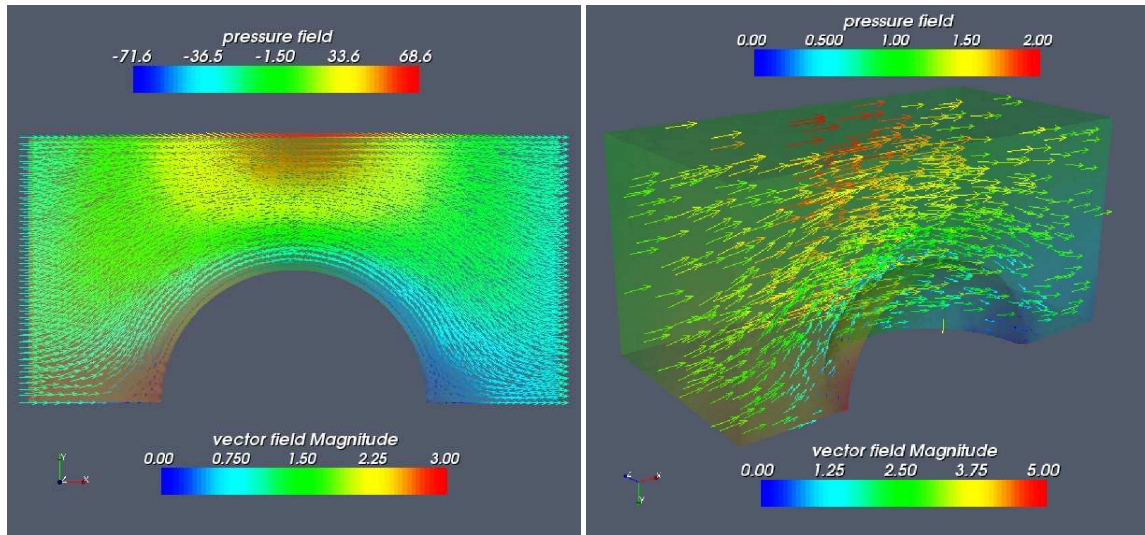 pressure field
-71.6 -36.5 -1.50 33.6 68.6
vector field Magnitude
0.00 0.750 1.50 2.25 3.00
Y
Z X
pressure field
0.00 0.500 1.00 1.50 2.00
vector field Magnitude
0.00 1.25 2.50 3.75 5.00
Z X
Y